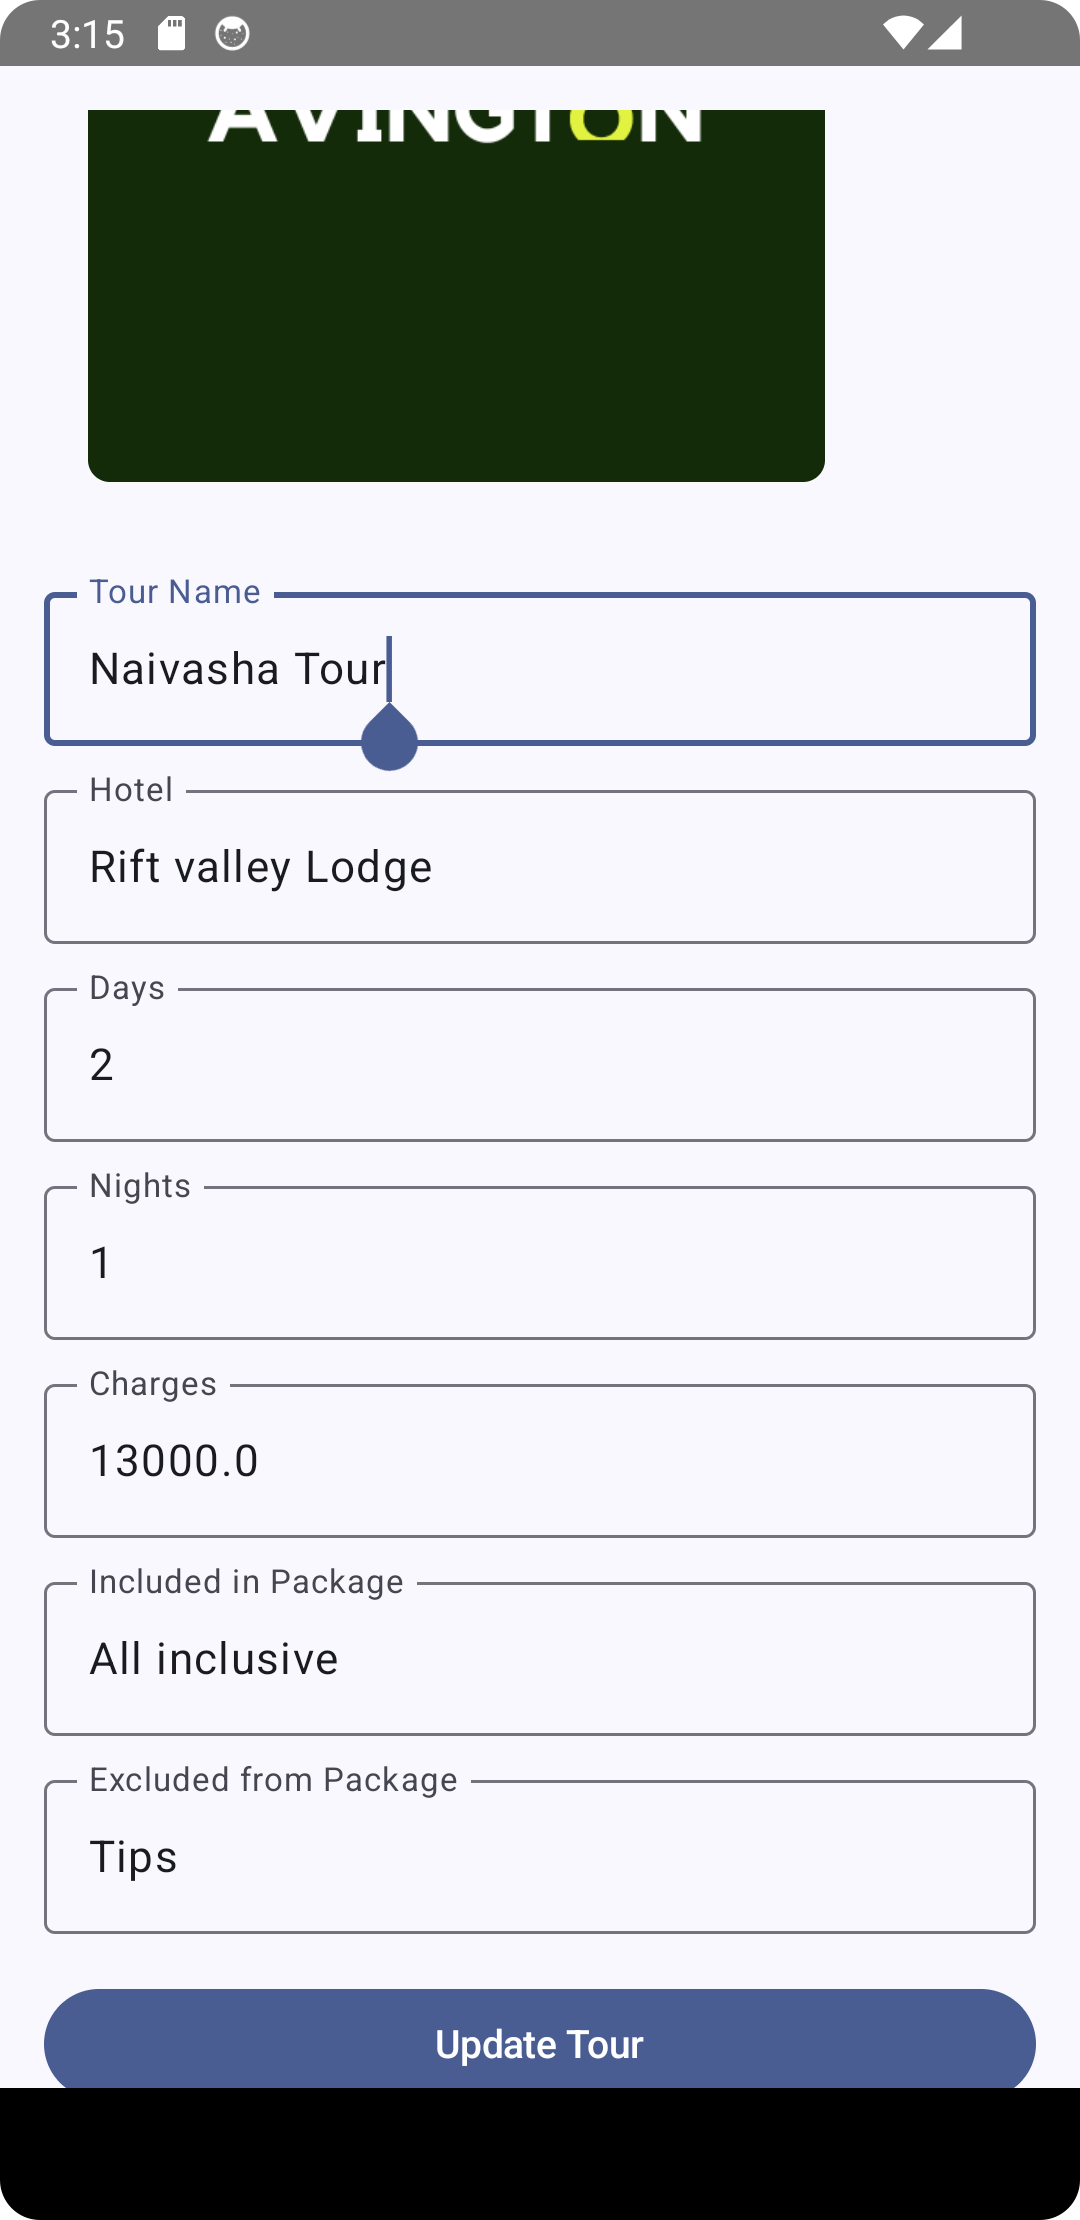 3:15
AVINGTON
Tour Name
Naivasha Tour
Hotel
Rift valley Lodge
Days
2
Nights
1
Charges
13000.0
Included in Package
All inclusive
Excluded from Package
Tips
Update Tour